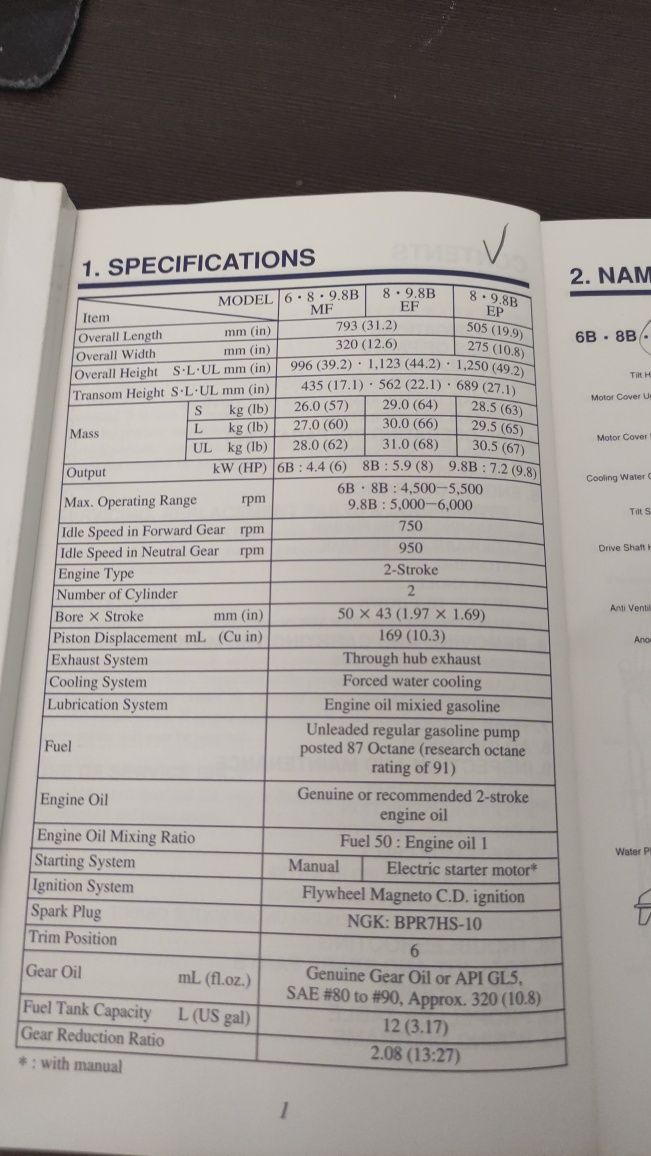 1. SPECIFICATIONS
MODEL 6・8・9.8B MF 8・9.8B EF 8・9.8B EP
Item
Overall Length mm (in) 793 (31.2) 505 (19.9)
Overall Width mm (in) 320 (12.6) 275 (10.8)
Overall Height S·L·UL mm (in) 996 (39.2)・1,123 (44.2)・1,250 (49.2)
Transom Height S·L·UL mm (in) 435 (17.1)・562 (22.1)・689 (27.1)
Mass
S kg (lb) 26.0 (57) 29.0 (64) 28.5 (63)
L kg (lb) 27.0 (60) 30.0 (66) 29.5 (65)
UL kg (lb) 28.0 (62) 31.0 (68) 30.5 (67)
Output kW (HP) 6B : 4.4 (6) 8B : 5.9 (8) 9.8B : 7.2 (9.8)
Max. Operating Range rpm 6B・8B : 4,500−5,500
9.8B : 5,000−6,000
Idle Speed in Forward Gear rpm 750
Idle Speed in Neutral Gear rpm 950
Engine Type 2-Stroke
Number of Cylinder 2
Bore × Stroke mm (in) 50 × 43 (1.97 × 1.69)
Piston Displacement mL (Cu in) 169 (10.3)
Exhaust System Through hub exhaust
Cooling System Forced water cooling
Lubrication System Engine oil mixied gasoline
Fuel Unleaded regular gasoline pump
posted 87 Octane (research octane
rating of 91)
Engine Oil Genuine or recommended 2-stroke
engine oil
Engine Oil Mixing Ratio Fuel 50 : Engine oil 1
Starting System Manual Electric starter motor*
Ignition System Flywheel Magneto C.D. ignition
Spark Plug NGK: BPR7HS-10
Trim Position 6
Gear Oil mL (fl.oz.) Genuine Gear Oil or API GL5,
SAE #80 to #90, Approx. 320 (10.8)
Fuel Tank Capacity L (US gal) 12 (3.17)
Gear Reduction Ratio 2.08 (13:27)
* : with manual
1
2. NAM
6B・8B
Tilt H
Motor Cover U
Motor Cover
Cooling Water
Tilt S
Drive Shaft H
Anti Ventil
Ano
Water P